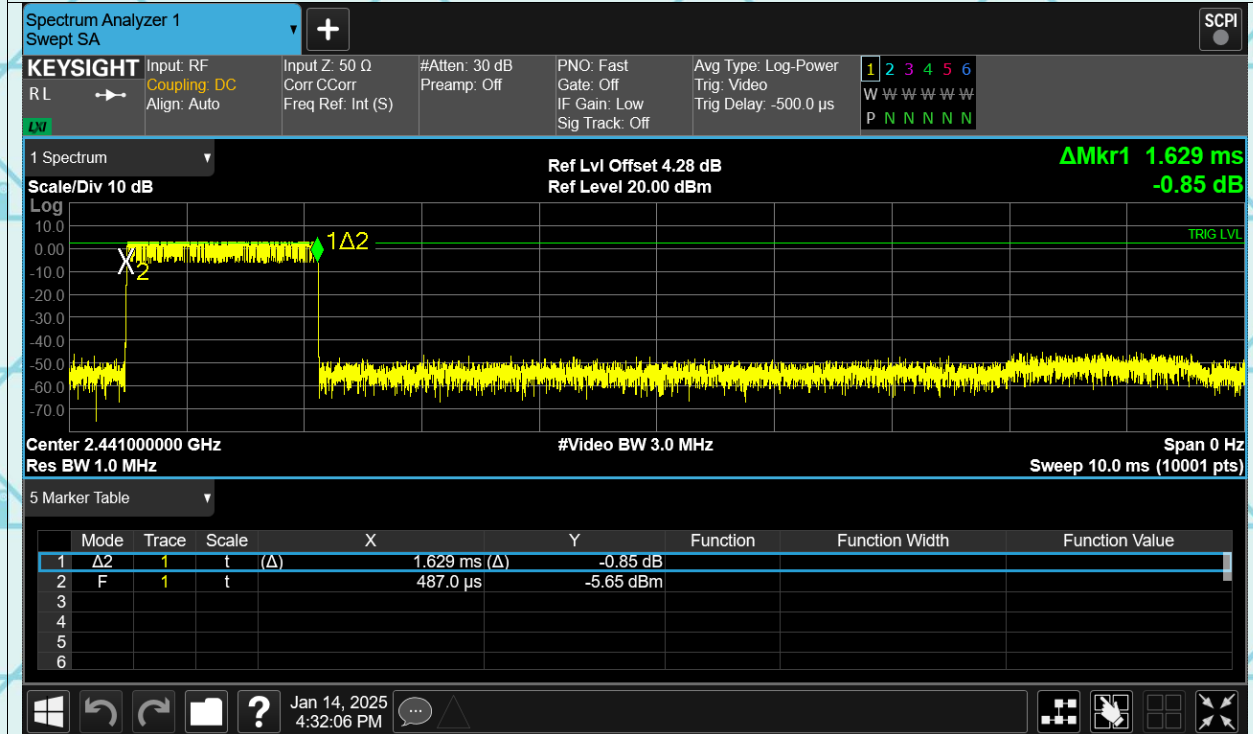 Spectrum Analyzer 1
Swept SA
SCPI
KEYSIGHT
RL
LXI
Input: RF
Coupling: DC
Align: Auto
Input Z: 50 Ω
Corr CCorr
Freq Ref: Int (S)
#Atten: 30 dB
Preamp: Off
PNO: Fast
Gate: Off
IF Gain: Low
Sig Track: Off
Avg Type: Log-Power
Trig: Video
Trig Delay: -500.0 µs
1 2 3 4 5 6
W W W W W W
P N N N N N
1 Spectrum
Scale/Div 10 dB
Ref Lvl Offset 4.28 dB
Ref Level 20.00 dBm
ΔMkr1 1.629 ms
-0.85 dB
Log
10.0
0.00
-10.0
-20.0
-30.0
-40.0
-50.0
-60.0
-70.0
1Δ2
2
TRIG LVL
Center 2.441000000 GHz
Res BW 1.0 MHz
#Video BW 3.0 MHz
Span 0 Hz
Sweep 10.0 ms (10001 pts)
5 Marker Table
Mode Trace Scale X Y Function Function Width Function Value
1 Δ2 1 t (Δ) 1.629 ms (Δ) -0.85 dB
2 F 1 t 487.0 µs -5.65 dBm
3
4
5
6
?
Jan 14, 2025
4:32:06 PM